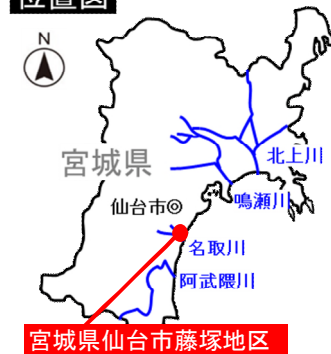 位置図
N
宮城県
北上川
仙台市◎
鳴瀬川
名取川
阿武隈川
宮城県仙台市藤塚地区